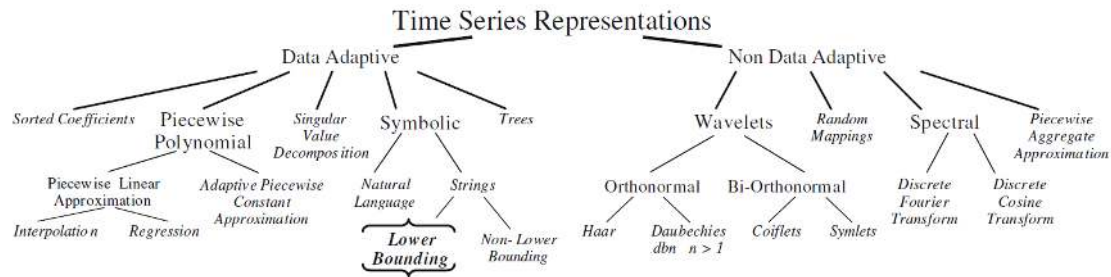 Time Series Representations
Data Adaptive
Non Data Adaptive
Sorted Coefficients
Piecewise
Polynomial
Singular
Value
Decomposition
Symbolic
Trees
Wavelets
Random
Mappings
Spectral
Piecewise
Aggregate
Approximation
Piecewise Linear
Approximation
Adaptive Piecewise
Constant
Approximation
Natural
Language
Strings
Orthonormal
Bi-Orthonormal
Discrete
Fourier
Transform
Discrete
Cosine
Transform
Interpolation
Regression
Lower
Bounding
Non- Lower
Bounding
Haar
Daubechies
dbn n > 1
Coiflets
Symlets